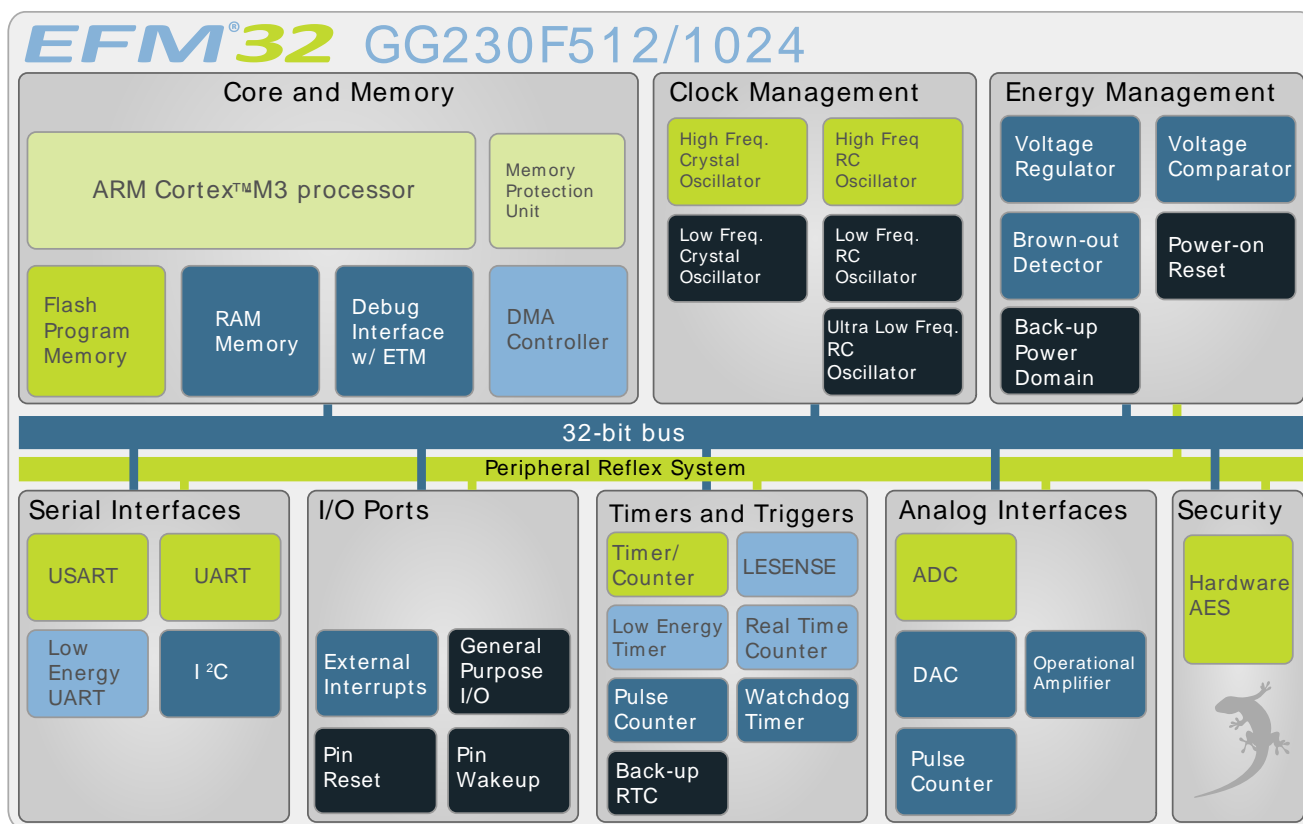 EFM®32 GG230F512/1024
Core and Memory
ARM Cortex™M3 processor
Memory
Protection
Unit
Flash
Program
Memory
RAM
Memory
Debug
Interface
w/ ETM
DMA
Controller
Clock Management
High Freq.
Crystal
Oscillator
High Freq
RC
Oscillator
Low Freq.
Crystal
Oscillator
Low Freq.
RC
Oscillator
Ultra Low Freq.
RC
Oscillator
Energy Management
Voltage
Regulator
Voltage
Comparator
Brown-out
Detector
Power-on
Reset
Back-up
Power
Domain
32-bit bus
Peripheral Reflex System
Serial Interfaces
USART
UART
Low
Energy
UART
I²C
I/O Ports
External
Interrupts
General
Purpose
I/O
Pin
Reset
Pin
Wakeup
Timers and Triggers
Timer/
Counter
LESENSE
Low Energy
Timer
Real Time
Counter
Pulse
Counter
Watchdog
Timer
Back-up
RTC
Analog Interfaces
ADC
DAC
Operational
Amplifier
Pulse
Counter
Security
Hardware
AES